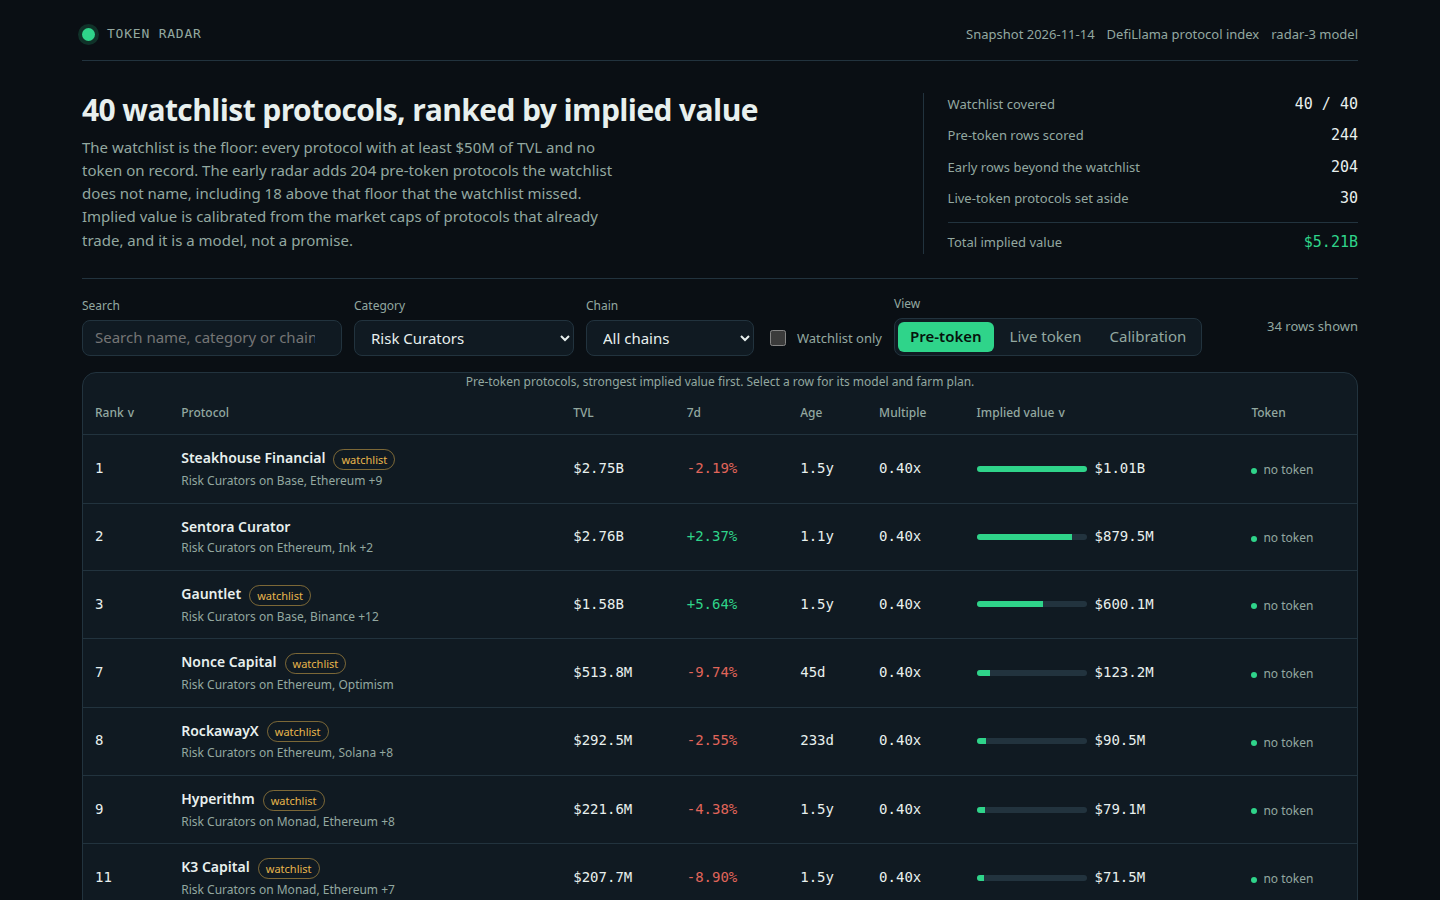 TOKEN RADAR
Snapshot 2026-11-14 DefiLlama protocol index radar-3 model
40 watchlist protocols, ranked by implied value
The watchlist is the floor: every protocol with at least $50M of TVL and no
token on record. The early radar adds 204 pre-token protocols the watchlist
does not name, including 18 above that floor that the watchlist missed.
Implied value is calibrated from the market caps of protocols that already
trade, and it is a model, not a promise.
Watchlist covered 40 / 40
Pre-token rows scored 244
Early rows beyond the watchlist 204
Live-token protocols set aside 30
Total implied value $5.21B
Search
Search name, category or chain
Category
Risk Curators
Chain
All chains
Watchlist only
View
Pre-token Live token Calibration
34 rows shown
Pre-token protocols, strongest implied value first. Select a row for its model and farm plan.
Rank v Protocol TVL 7d Age Multiple Implied value v Token
1 Steakhouse Financial watchlist $2.75B -2.19% 1.5y 0.40x $1.01B no token
Risk Curators on Base, Ethereum +9
2 Sentora Curator $2.76B +2.37% 1.1y 0.40x $879.5M no token
Risk Curators on Ethereum, Ink +2
3 Gauntlet watchlist $1.58B +5.64% 1.5y 0.40x $600.1M no token
Risk Curators on Base, Binance +12
7 Nonce Capital watchlist $513.8M -9.74% 45d 0.40x $123.2M no token
Risk Curators on Ethereum, Optimism
8 RockawayX watchlist $292.5M -2.55% 233d 0.40x $90.5M no token
Risk Curators on Ethereum, Solana +8
9 Hyperithm watchlist $221.6M -4.38% 1.5y 0.40x $79.1M no token
Risk Curators on Monad, Ethereum +8
11 K3 Capital watchlist $207.7M -8.90% 1.5y 0.40x $71.5M no token
Risk Curators on Monad, Ethereum +7